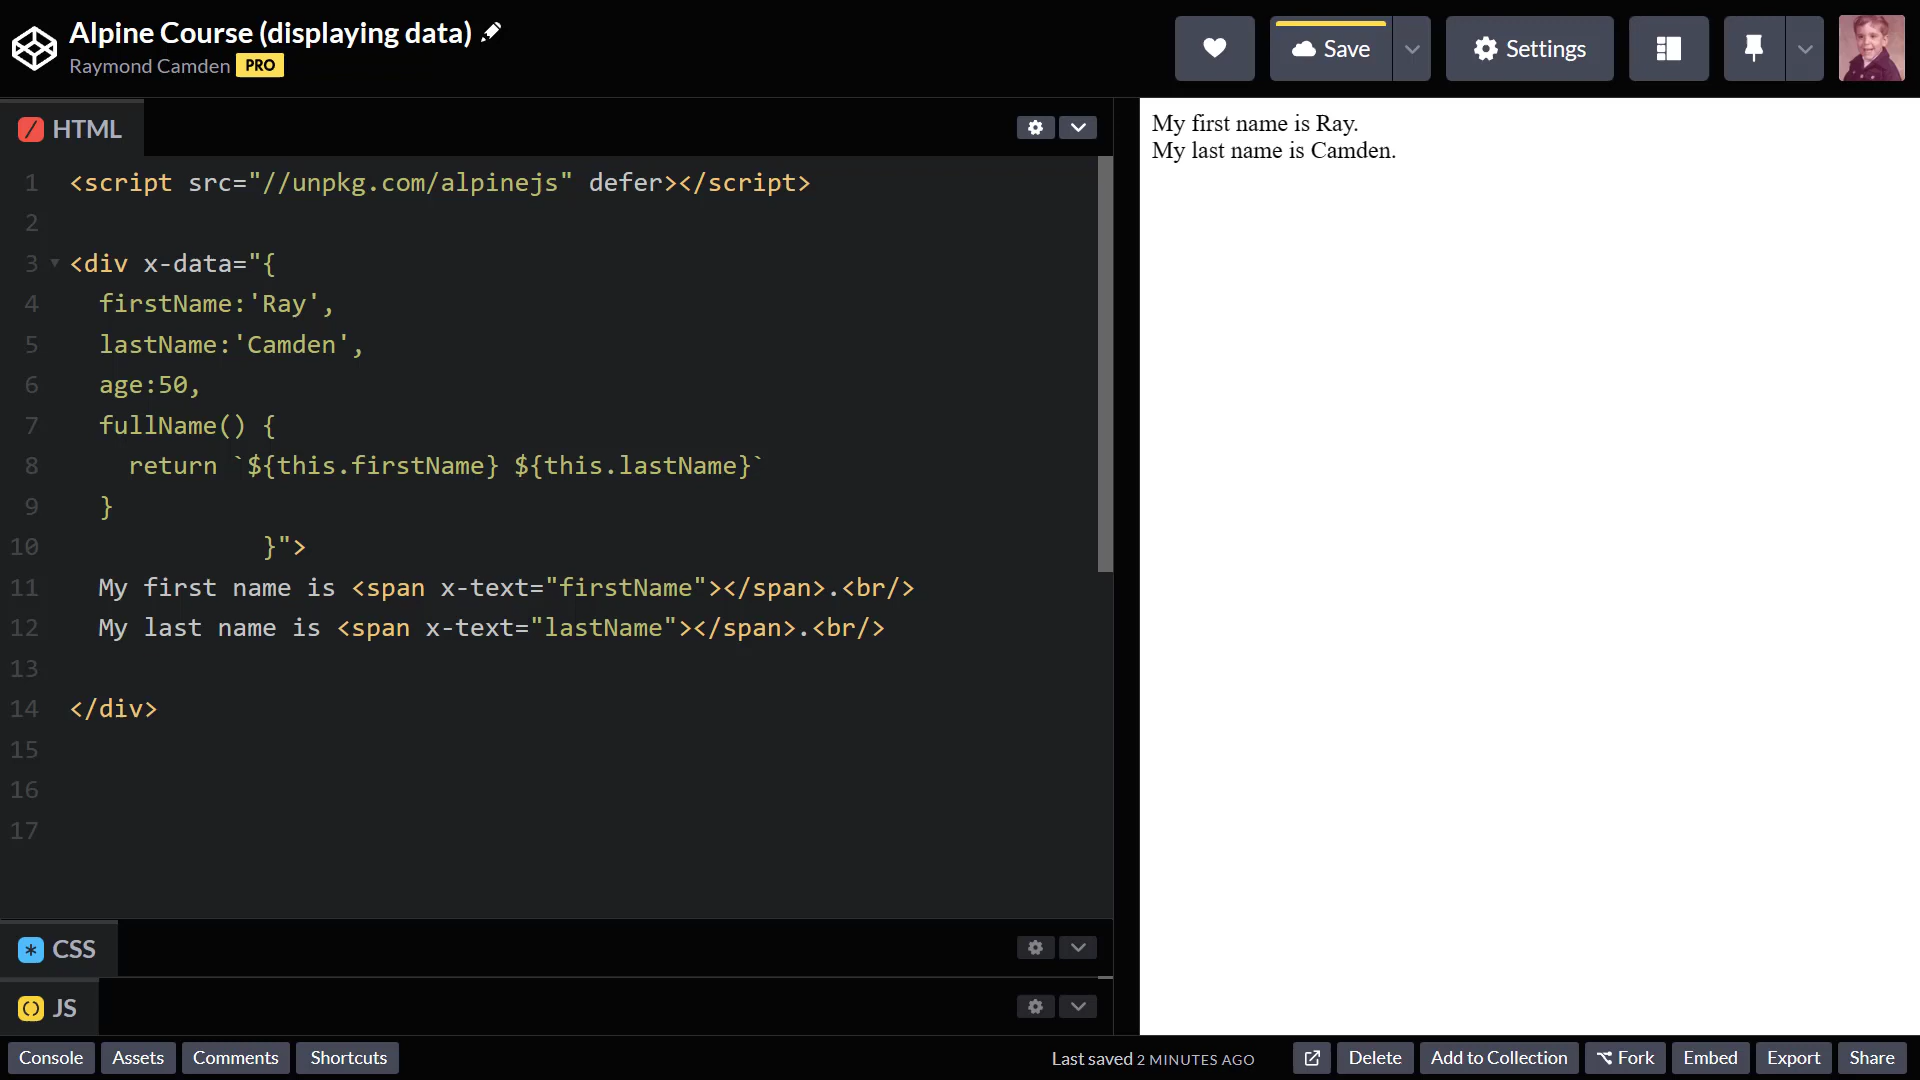 Alpine Course (displaying data)
Raymond Camden PRO
Save
Settings
HTML
1 <script src="//unpkg.com/alpinejs" defer></script>
2
3 <div x-data="{
4 firstName:'Ray',
5 lastName:'Camden',
6 age:50,
7 fullName() {
8 return `${this.firstName} ${this.lastName}`
9 }
10 }">
11 My first name is <span x-text="firstName"></span>.<br/>
12 My last name is <span x-text="lastName"></span>.<br/>
13
14 </div>
15
16
17
My first name is Ray.
My last name is Camden.
CSS
JS
Console Assets Comments Shortcuts Last saved 2 MINUTES AGO Delete Add to Collection Fork Embed Export Share